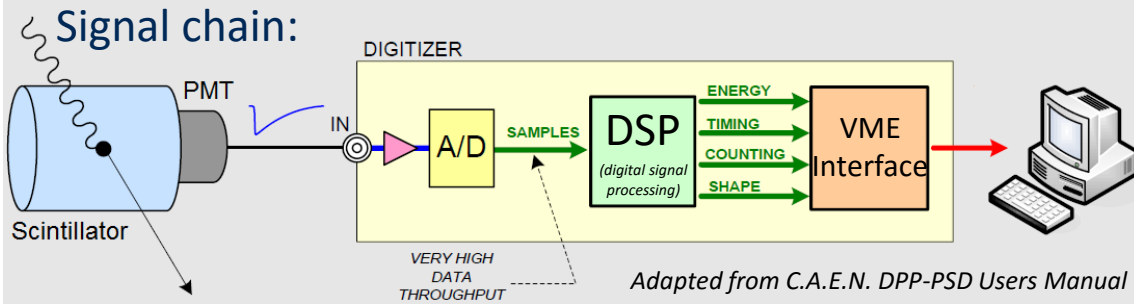 Signal chain:
DIGITIZER
PMT
IN
A/D
SAMPLES
DSP
(digital signal
processing)
ENERGY
TIMING
COUNTING
SHAPE
VME
Interface
Scintillator
VERY HIGH
DATA
THROUGHPUT
Adapted from C.A.E.N. DPP-PSD Users Manual